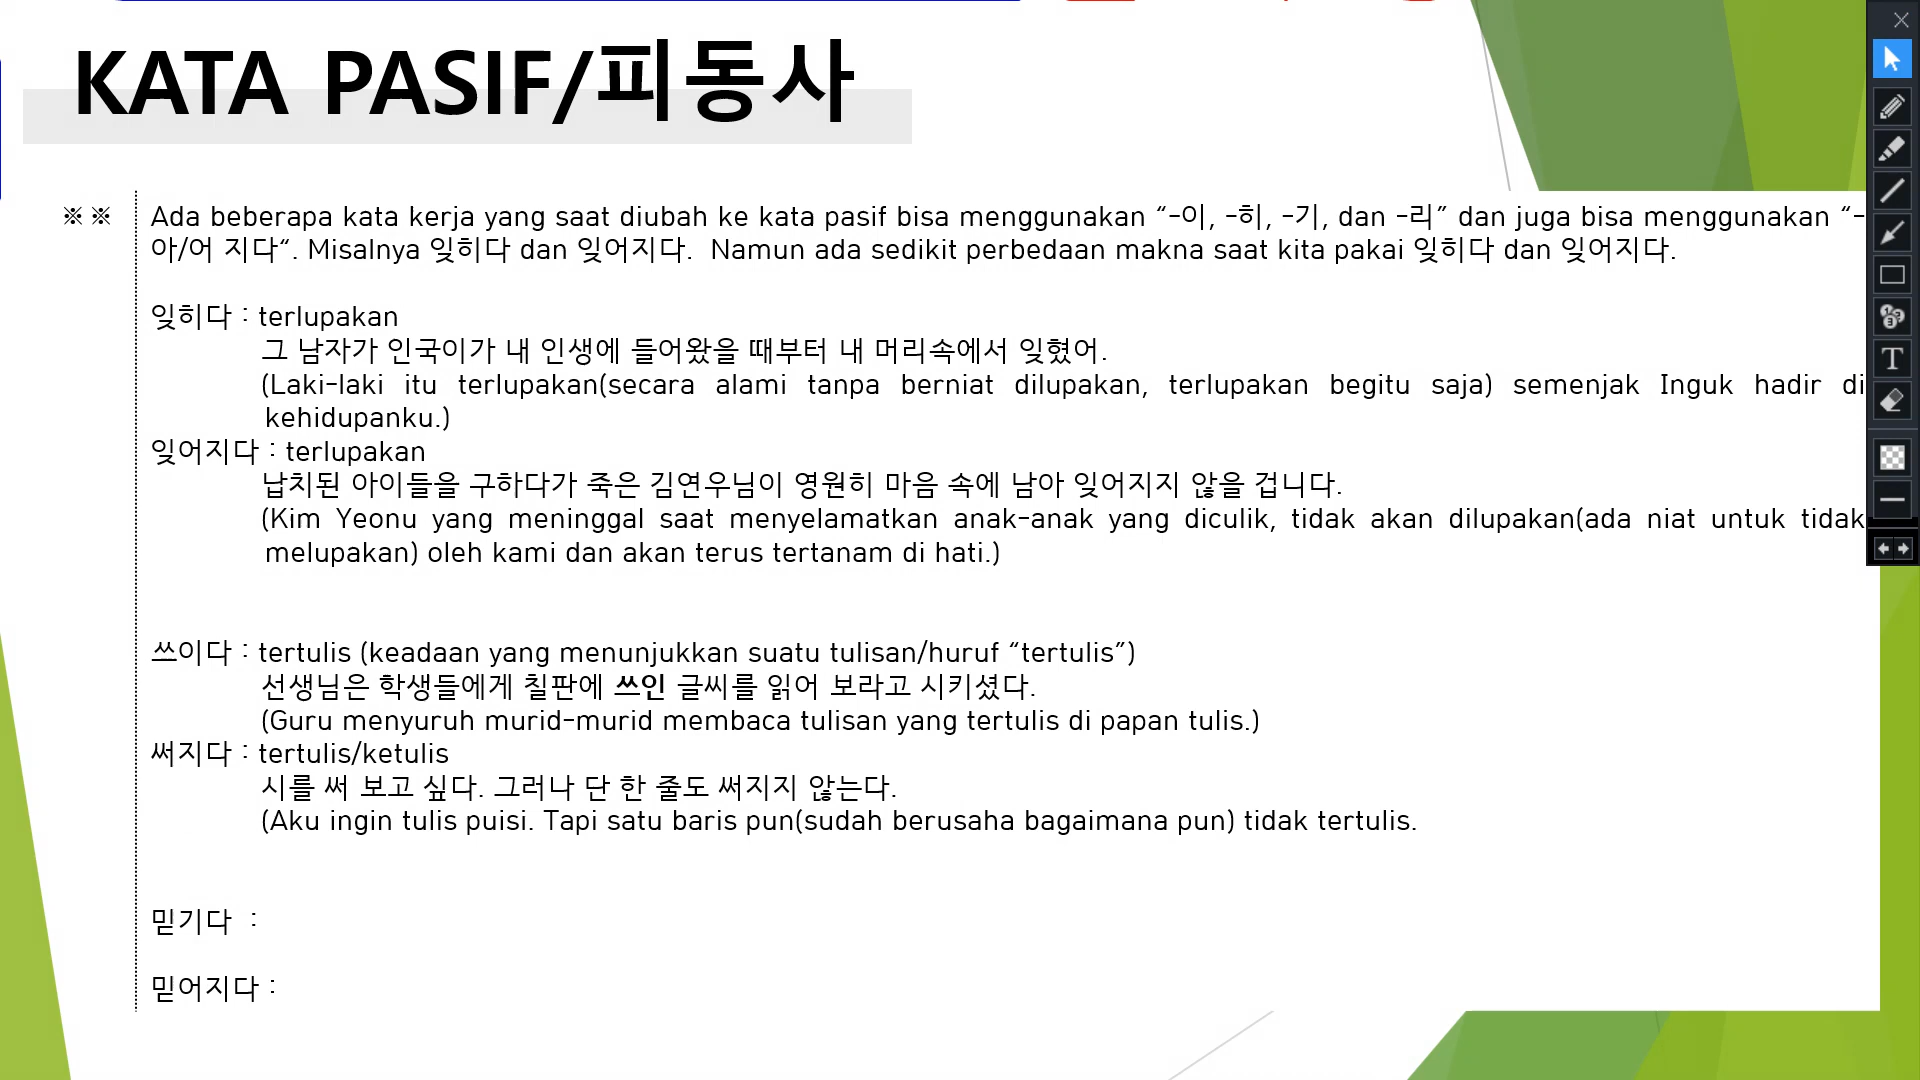 KATA PASIF/피동사
※※ Ada beberapa kata kerja yang saat diubah ke kata pasif bisa menggunakan “-이, -히, -기, dan -리” dan juga bisa menggunakan “-
아/어 지다“. Misalnya 잊히다 dan 잊어지다. Namun ada sedikit perbedaan makna saat kita pakai 잊히다 dan 잊어지다.
잊히다 : terlupakan
그 남자가 인국이가 내 인생에 들어왔을 때부터 내 머리속에서 잊혔어.
(Laki-laki itu terlupakan(secara alami tanpa berniat dilupakan, terlupakan begitu saja) semenjak Inguk hadir di
kehidupanku.)
잊어지다 : terlupakan
납치된 아이들을 구하다가 죽은 김연우님이 영원히 마음 속에 남아 잊어지지 않을 겁니다.
(Kim Yeonu yang meninggal saat menyelamatkan anak-anak yang diculik, tidak akan dilupakan(ada niat untuk tidak
melupakan) oleh kami dan akan terus tertanam di hati.)
쓰이다 : tertulis (keadaan yang menunjukkan suatu tulisan/huruf “tertulis”)
선생님은 학생들에게 칠판에 쓰인 글씨를 읽어 보라고 시키셨다.
(Guru menyuruh murid-murid membaca tulisan yang tertulis di papan tulis.)
써지다 : tertulis/ketulis
시를 써 보고 싶다. 그러나 단 한 줄도 써지지 않는다.
(Aku ingin tulis puisi. Tapi satu baris pun(sudah berusaha bagaimana pun) tidak tertulis.
믿기다 :
믿어지다 :